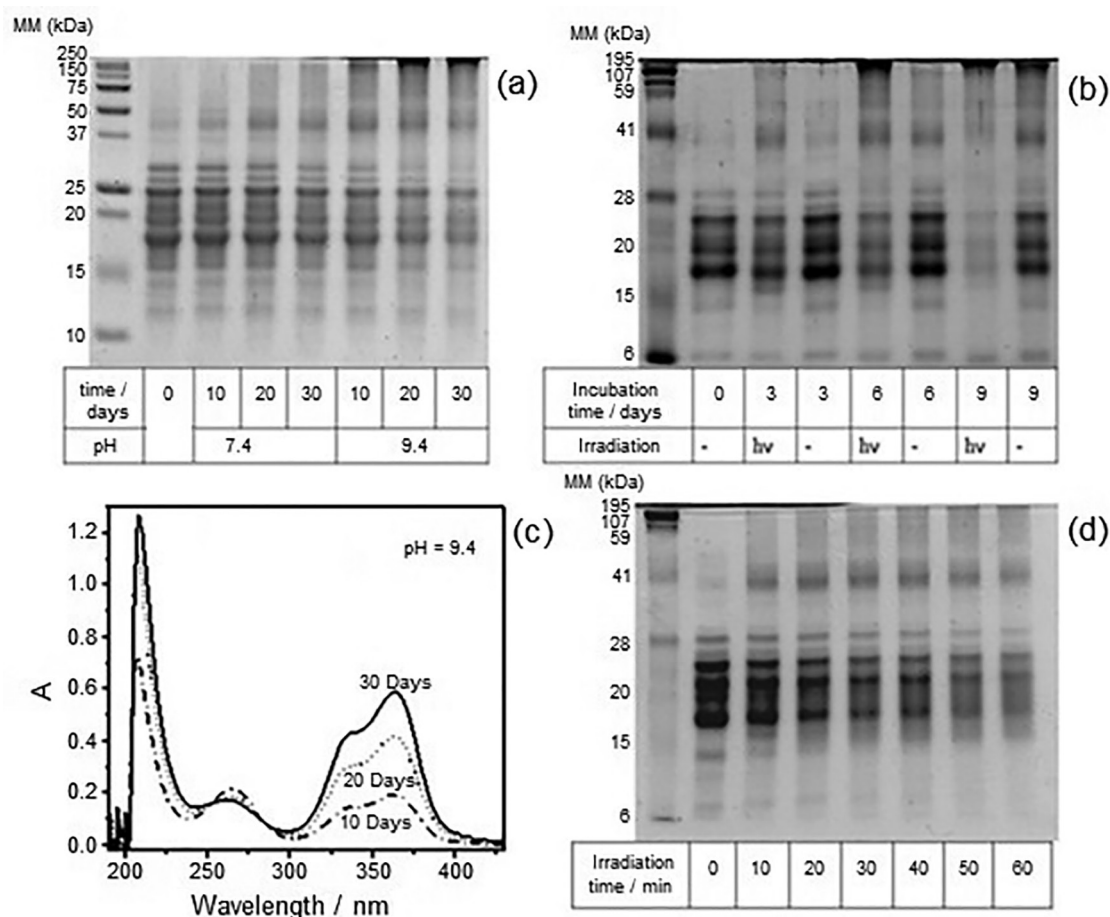 MM (kDa)
250
150
75
50
37
25
20
15
10
(a)
time / days 0 10 20 30 10 20 30
pH 7.4 9.4
MM (kDa)
195
107
59
41
28
20
15
6
(b)
Incubation time / days 0 3 3 6 6 9 9
Irradiation - hν - hν - hν -
(c)
pH = 9.4
1.2
1.0
0.8
0.6
0.4
0.2
0.0
A
30 Days
20 Days
10 Days
200 250 300 350 400
Wavelength / nm
MM (kDa)
195
107
59
41
28
20
15
6
(d)
Irradiation time / min 0 10 20 30 40 50 60